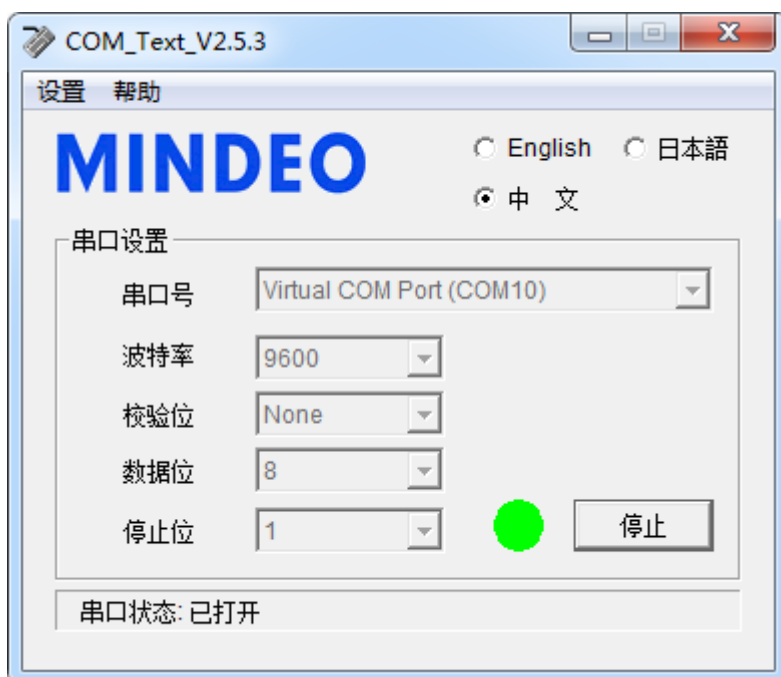 COM_Text_V2.5.3
设置 帮助
MINDEO
English 日本語
中 文
串口设置
串口号 Virtual COM Port (COM10)
波特率 9600
校验位 None
数据位 8
停止位 1 停止
串口状态: 已打开